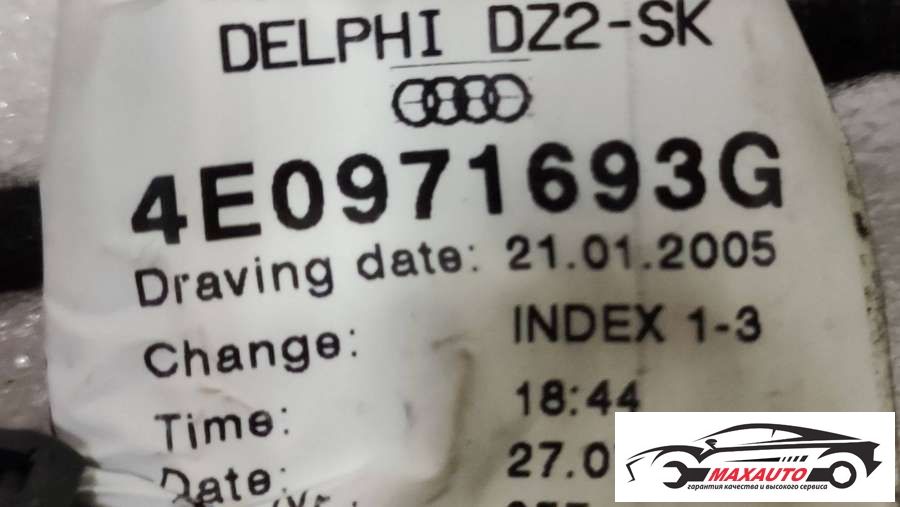 DELPHI DZ2-SK
4E0971693G
Draving date: 21.01.2005
Change: INDEX 1-3
Time: 18:44
Date:
MAXAUTO
гарантия качества и высокого сервиса